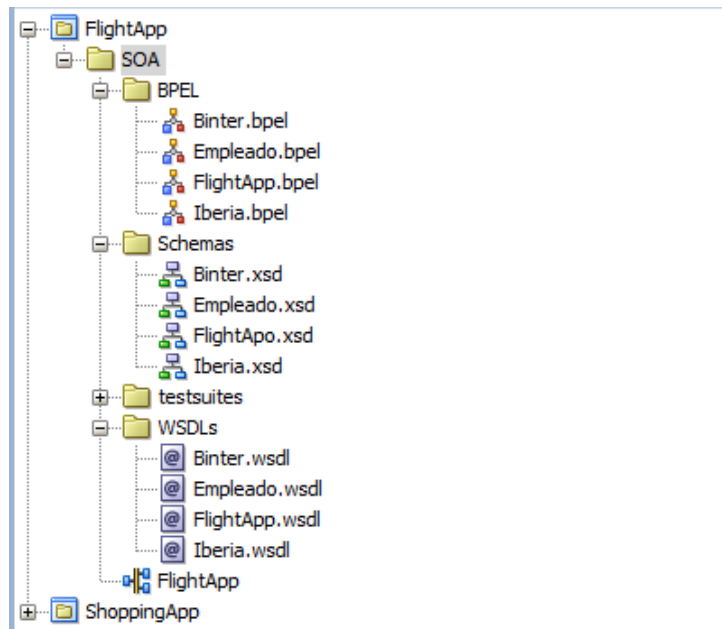 FlightApp
SOA
BPEL
Binter.bpel
Empleado.bpel
FlightApp.bpel
Iberia.bpel
Schemas
Binter.xsd
Empleado.xsd
FlightApo.xsd
Iberia.xsd
testsuites
WSDLs
Binter.wsdl
Empleado.wsdl
FlightApp.wsdl
Iberia.wsdl
FlightApp
ShoppingApp